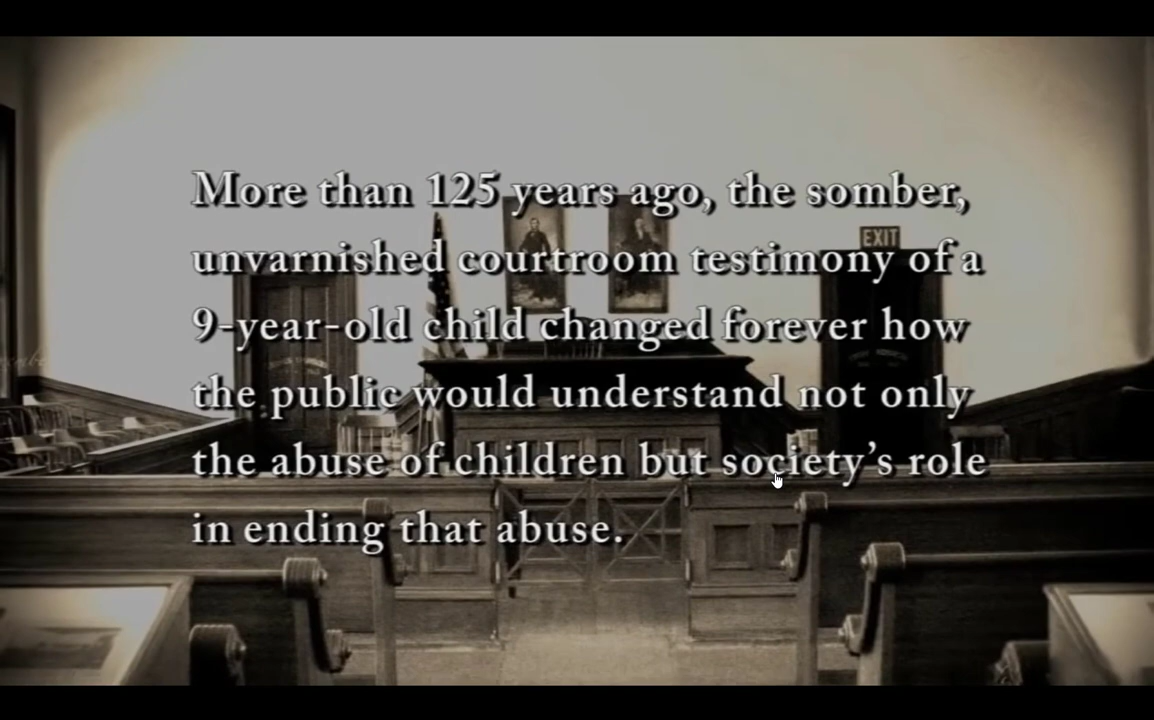 More than 125 years ago, the somber,
unvarnished courtroom testimony of a
9-year-old child changed forever how
the public would understand not only
the abuse of children but society's role
in ending that abuse.
EXIT